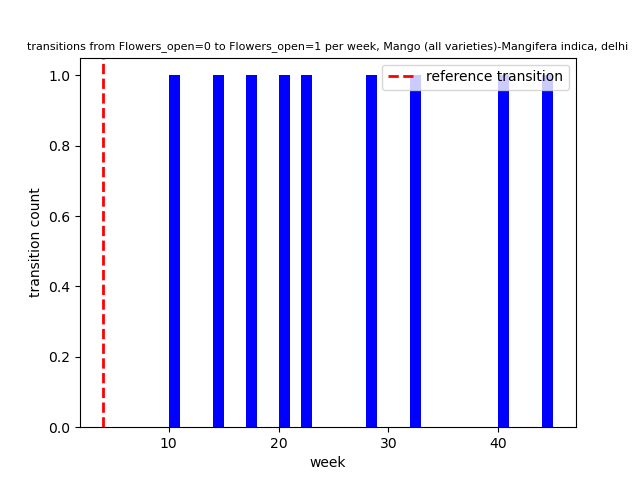 transitions from Flowers_open=0 to Flowers_open=1 per week, Mango (all varieties)-Mangifera indica, delhi
reference transition
1.0
0.8
0.6
0.4
0.2
0.0
transition count
10
20
30
40
week